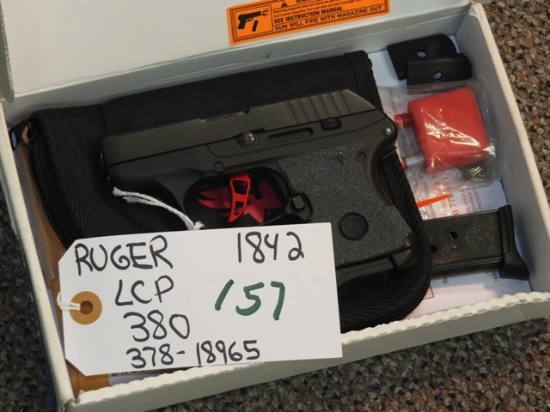 SEE INSTRUCTION MANUAL
GUN WILL FIRE WITH MAGAZINE OUT
RUGER 1842
LCP 157
380
378-18965